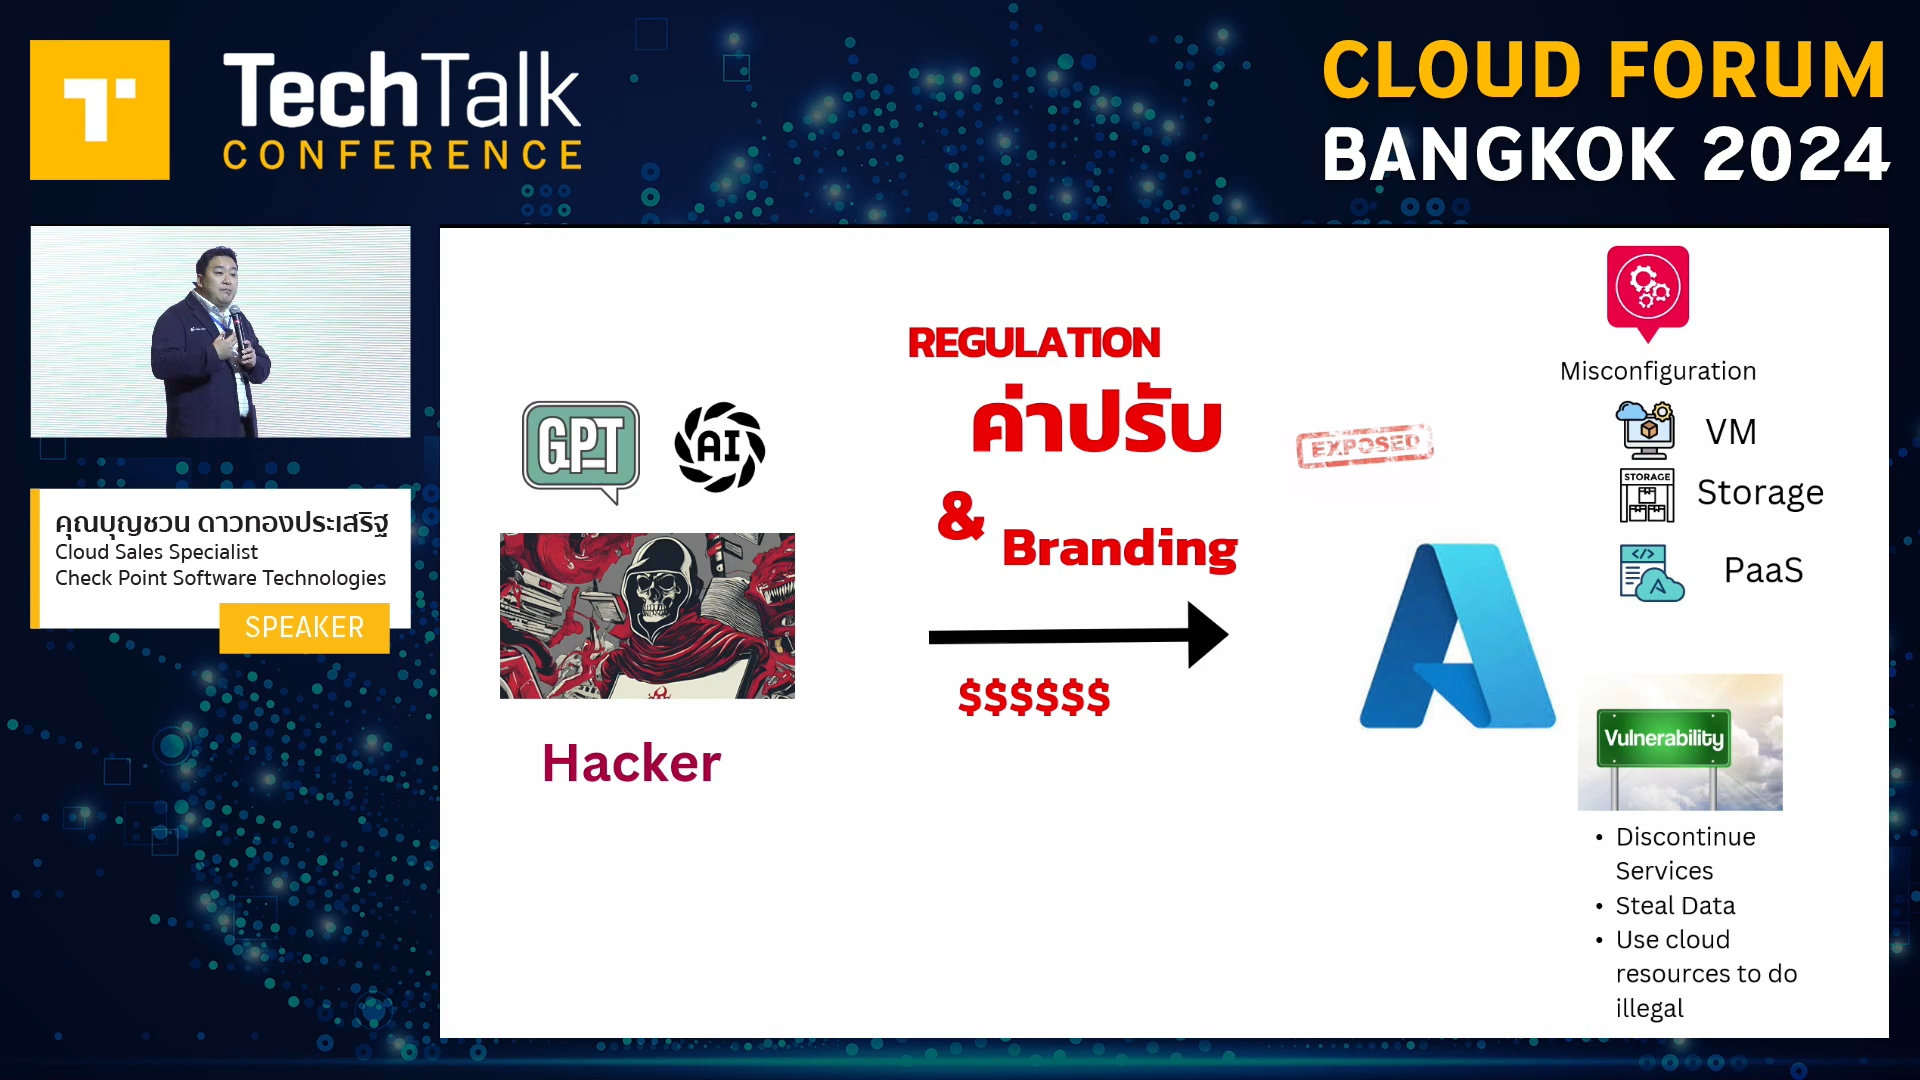 TechTalk
CONFERENCE
CLOUD FORUM
BANGKOK 2024
คุณบุญชวน ดาวทองประเสริฐ
Cloud Sales Specialist
Check Point Software Technologies
SPEAKER
GPT
AI
Hacker
REGULATION
ค่าปรับ
&
Branding
$$$$$$
EXPOSED
Misconfiguration
VM
STORAGE
Storage
</>
PaaS
Vulnerability
• Discontinue
Services
• Steal Data
• Use cloud
resources to do
illegal